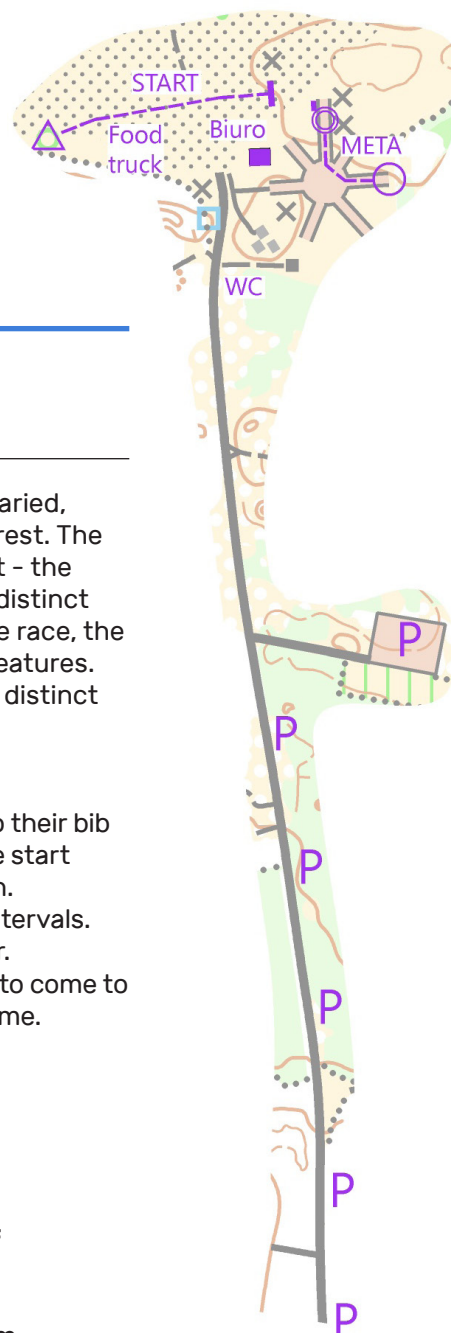 START
Food
truck
Biuro
META
WC
aried,
rest. The
t - the
distinct
e race, the
eatures.
distinct
o their bib
e start
n.
tervals.
r.
to come to
me.
P
P
P
P
P
P